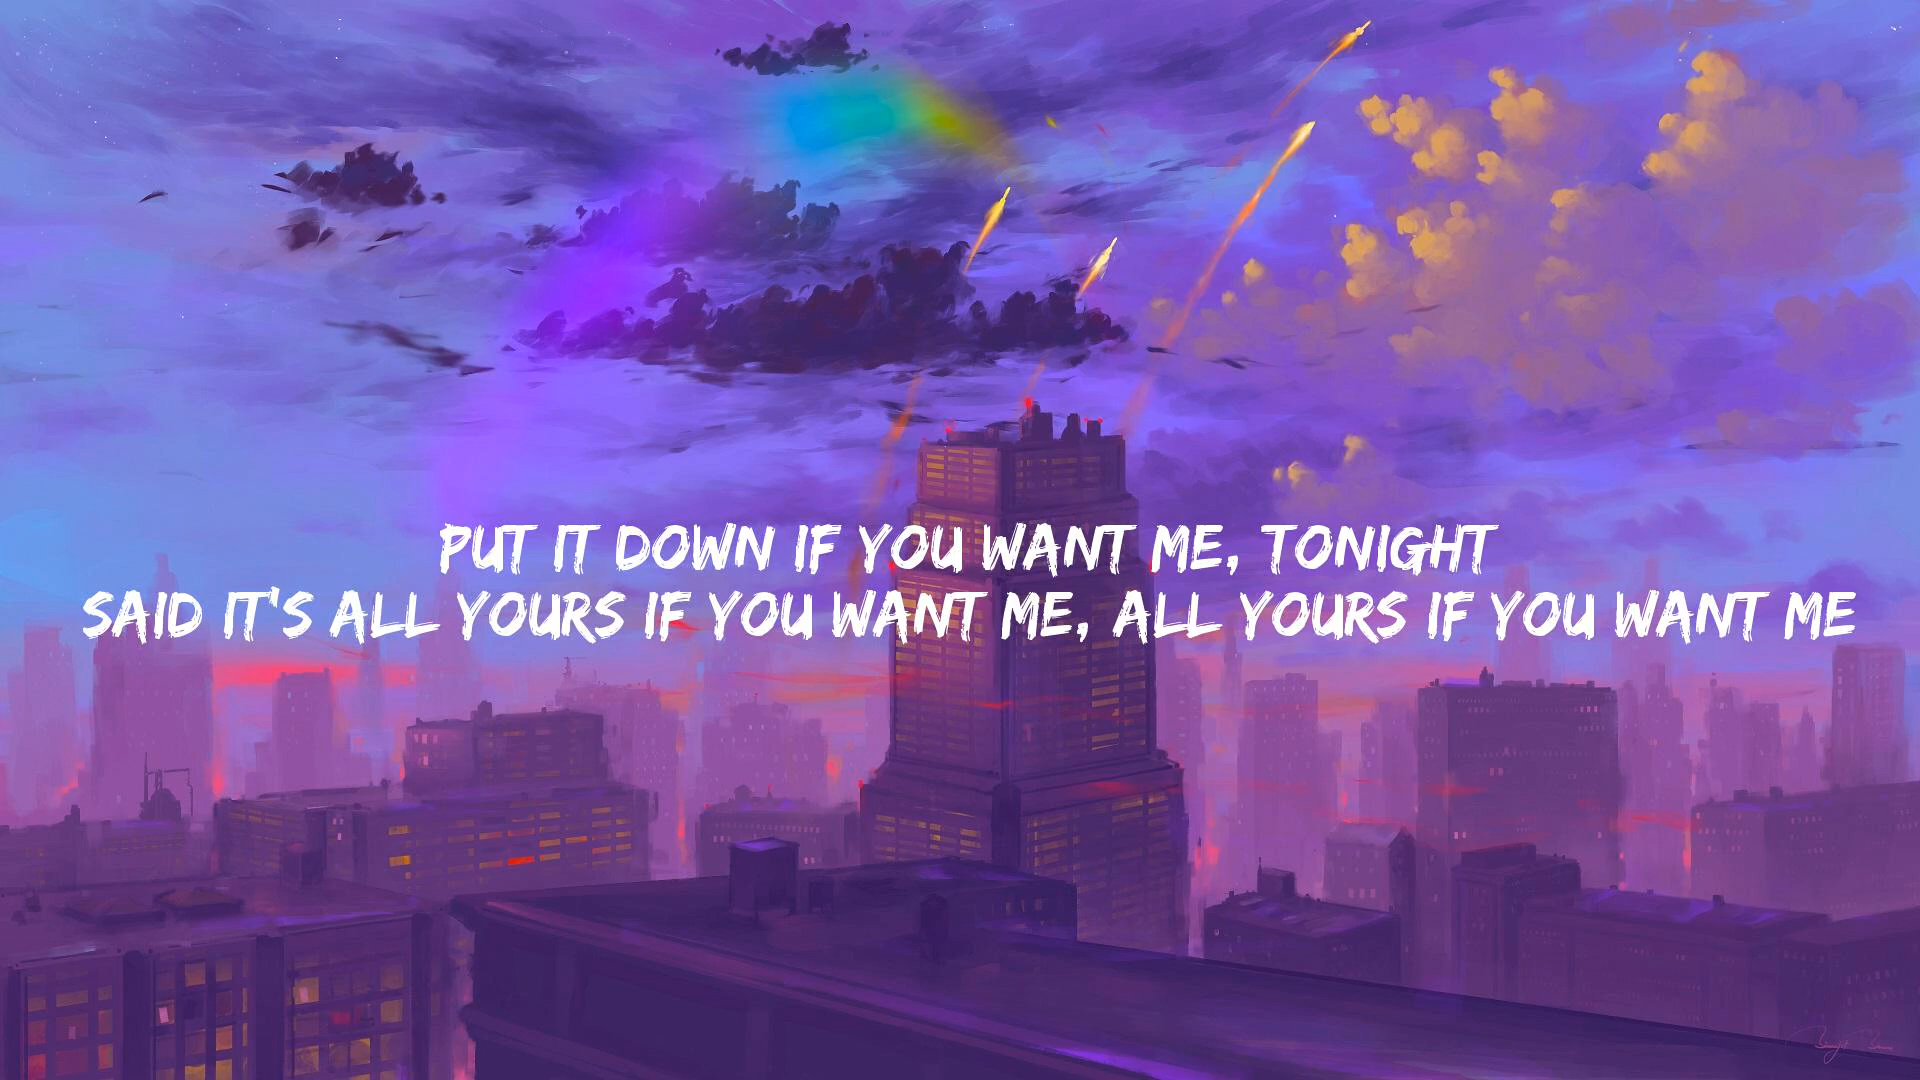 PUT IT DOWN IF YOU WANT ME, TONIGHT
SAID IT'S ALL YOURS IF YOU WANT ME, ALL YOURS IF YOU WANT ME